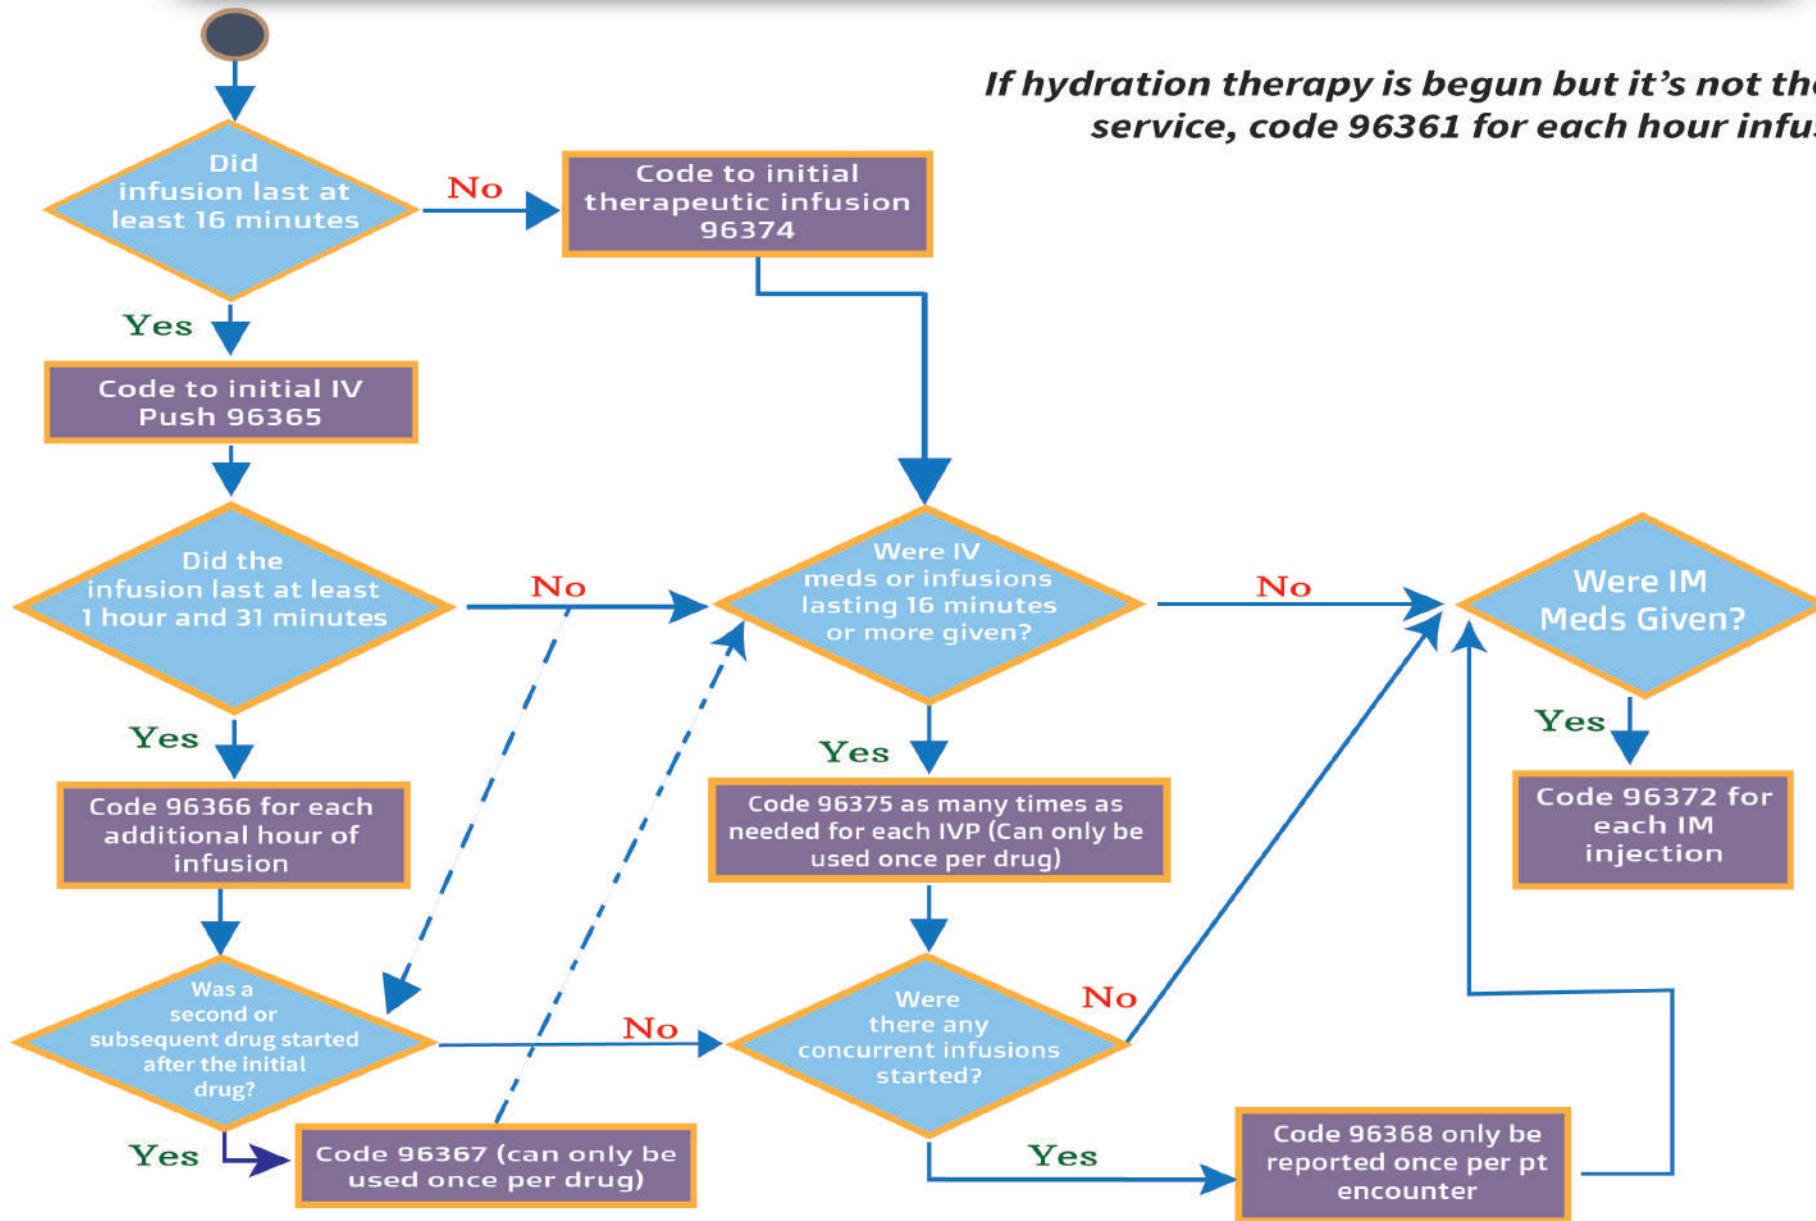 If hydration therapy is begun but it's not the
service, code 96361 for each hour
Did
infusion last at
least 16 minutes
No
Code to initial
therapeutic infusion
96374
Yes
Code to initial IV
Push 96365
Did the
infusion last at least
1 hour and 31 minutes
No
Were IV
meds or infusions
lasting 16 minutes
or more given?
No
Were IM
Meds Given?
Yes
Code 96366 for each
additional hour of
infusion
Yes
Code 96375 as many times as
needed for each IVP (Can only be
used once per drug)
Yes
Code 96372 for
each IM
injection
Was a
second or
subsequent drug started
after the initial
drug?
No
Were
there any
concurrent infusions
started?
No
Yes
Code 96367 (can only be
used once per drug)
Yes
Code 96368 only be
reported once per pt
encounter